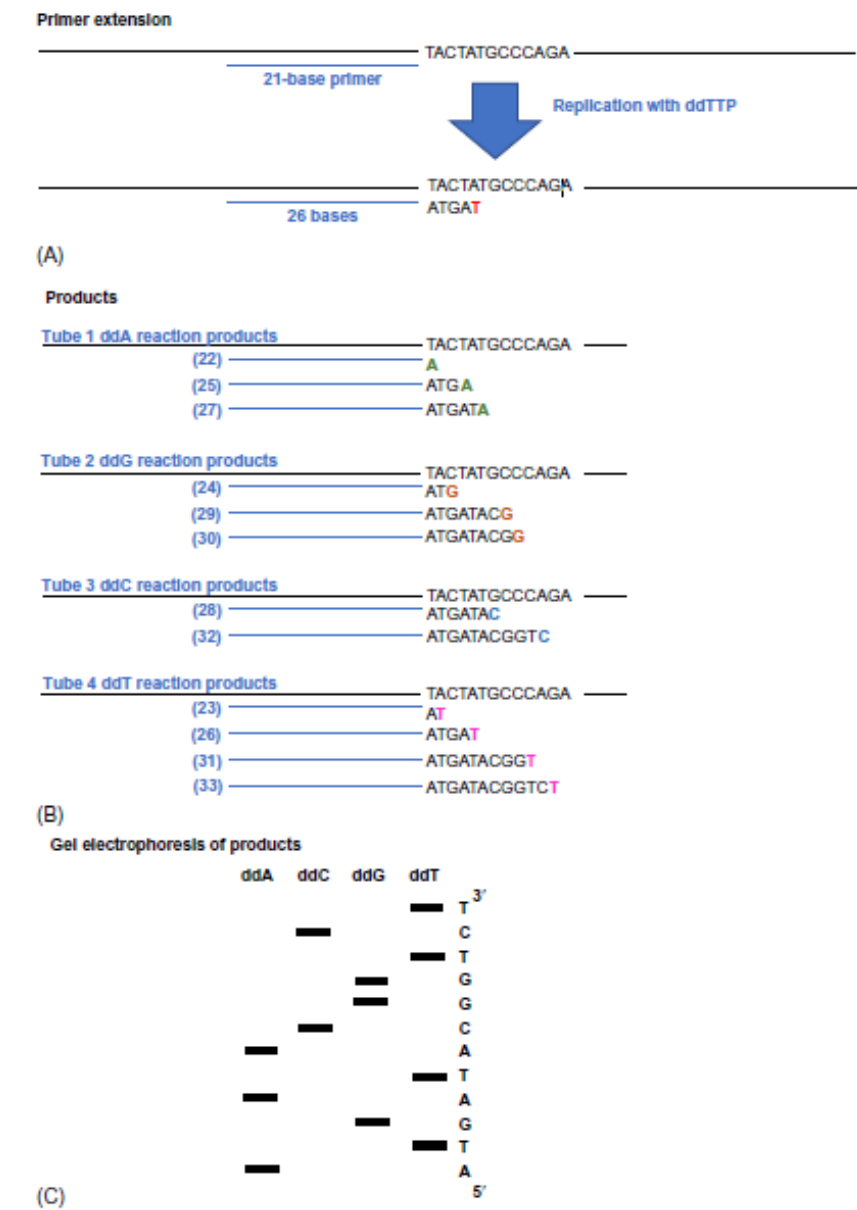 Primer extension
TACTATGCCCAGA
21-base primer
Replication with ddTTP
TACTATGCCCAGA
26 bases
ATGAT
(A)
Products
Tube 1 ddA reaction products
TACTATGCCCAGA
(22)
A
(25)
ATGA
(27)
ATGATA
Tube 2 ddG reaction products
TACTATGCCCAGA
(24)
ATG
(29)
ATGATACG
(30)
ATGATACGG
Tube 3 ddC reaction products
TACTATGCCCAGA
(28)
ATGATAC
(32)
ATGATACGGTC
Tube 4 ddT reaction products
TACTATGCCCAGA
(23)
AT
(26)
ATGAT
(31)
ATGATACGGT
(33)
ATGATACGGTCT
(B)
Gel electrophoresis of products
ddA ddC ddG ddT
T 3′
C
T
G
G
C
A
T
A
G
T
A
5′
(C)